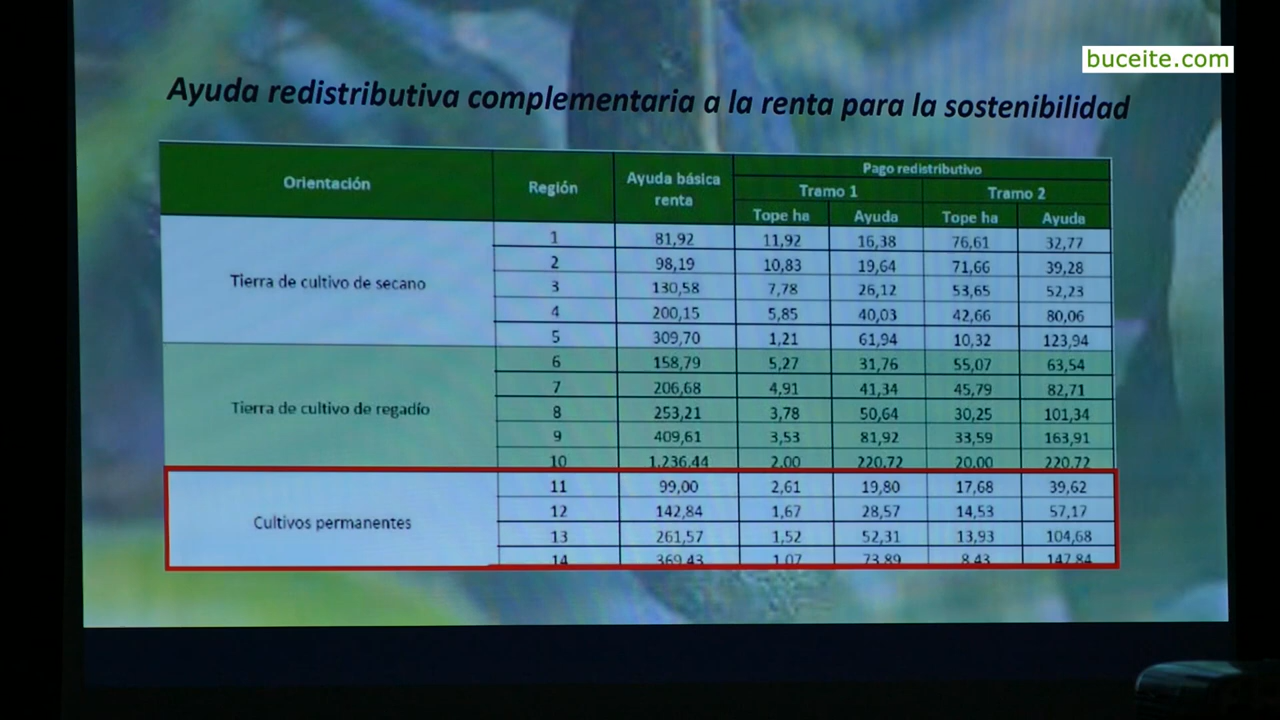 buceite.com
Ayuda redistributiva complementaria a la renta para la sostenibilidad
Orientación Región Ayuda básica renta Pago redistributivo
Tramo 1 Tramo 2
Tope ha Ayuda Tope ha Ayuda
Tierra de cultivo de secano
1 81,92 11,92 16,38 76,61 32,77
2 98,19 10,83 19,64 71,66 39,28
3 130,58 7,78 26,12 53,65 52,23
4 200,15 5,85 40,03 42,66 80,06
5 309,70 1,21 61,94 10,32 123,94
Tierra de cultivo de regadío
6 158,79 5,27 31,76 55,07 63,54
7 206,68 4,91 41,34 45,79 82,71
8 253,21 3,78 50,64 30,25 101,34
9 409,61 3,53 81,92 33,59 163,91
10 1.236,44 2,00 220,72 20,00 220,72
Cultivos permanentes
11 99,00 2,61 19,80 17,68 39,62
12 142,84 1,67 28,57 14,53 57,17
13 261,57 1,52 52,31 13,93 104,68
14 369,43 1,07 73,89 8,43 147,84